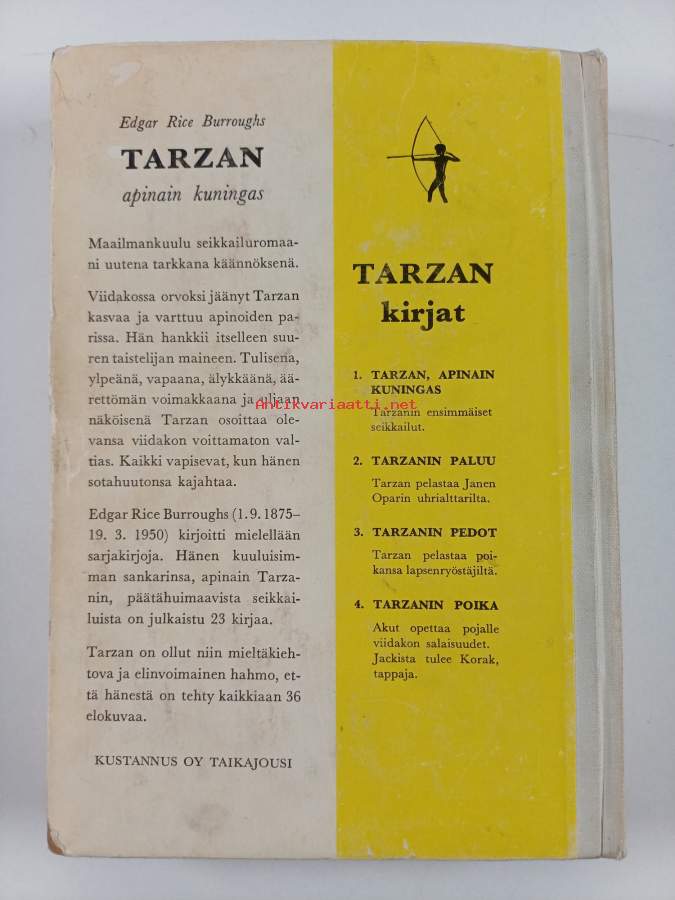 Edgar Rice Burroughs
TARZAN
apinain kuningas
Maailmankuulu seikkailuromaa-
ni uutena tarkkana käännöksenä.
Viidakossa orvoksi jäänyt Tarzan
kasvaa ja varttuu apinoiden pa-
rissa. Hän hankkii itselleen suu-
ren taistelijan maineen. Tulisena,
ylpeänä, vapaana, älykkäänä, ää-
rettömän voimakkaana ja uljaan
näköisenä Tarzan osoittaa ole-
vansa viidakon voittamaton val-
tias. Kaikki vapisevat, kun hänen
sotahuutonsa kajahtaa.
Edgar Rice Burroughs (1.9.1875–
19. 3. 1950) kirjoitti mielellään
sarjakirjoja. Hänen kuuluisim-
man sankarinsa, apinain Tarza-
nin, päätähuimaavista seikkai-
luista on julkaistu 23 kirjaa.
Tarzan on ollut niin mieltäkieh-
tova ja elinvoimainen hahmo, et-
tä hänestä on tehty kaikkiaan 36
elokuvaa.
KUSTANNUS OY TAIKAJOUSI
TARZAN
kirjat
1. TARZAN, APINAIN
KUNINGAS
Tarzanin ensimmäiset
seikkailut.
2. TARZANIN PALUU
Tarzan pelastaa Janen
Oparin uhrialttarilta.
3. TARZANIN PEDOT
Tarzan pelastaa poi-
kansa lapsenryöstäjiltä.
4. TARZANIN POIKA
Akut opettaa pojalle
viidakon salaisuudet.
Jackista tulee Korak,
tappaja.
Antikvariaatti.net